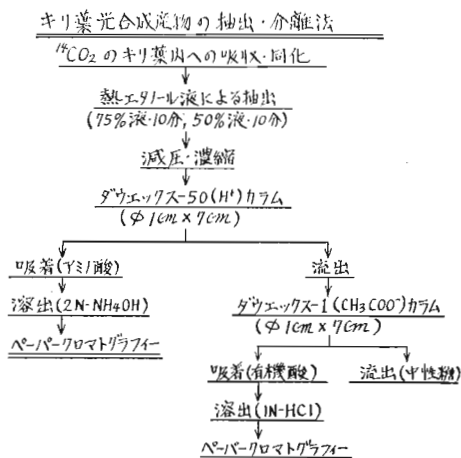 キリ葉光合成産物の抽出・分離法
¹⁴CO₂のキリ葉内への吸収・同化
熱エタノール液による抽出
(75%液・10分, 50%液・10分)
減圧・濃縮
ダウエックス-50(H⁺)カラム
(φ1cm×7cm)
吸着(アミノ酸)
流出
溶出(2N-NH₄OH)
ダウエックス-1(CH₃COO⁻)カラム
ペーパークロマトグラフィー
(φ1cm×7cm)
吸着(有機酸)
流出(中性糖)
溶出(1N-HCl)
ペーパークロマトグラフィー